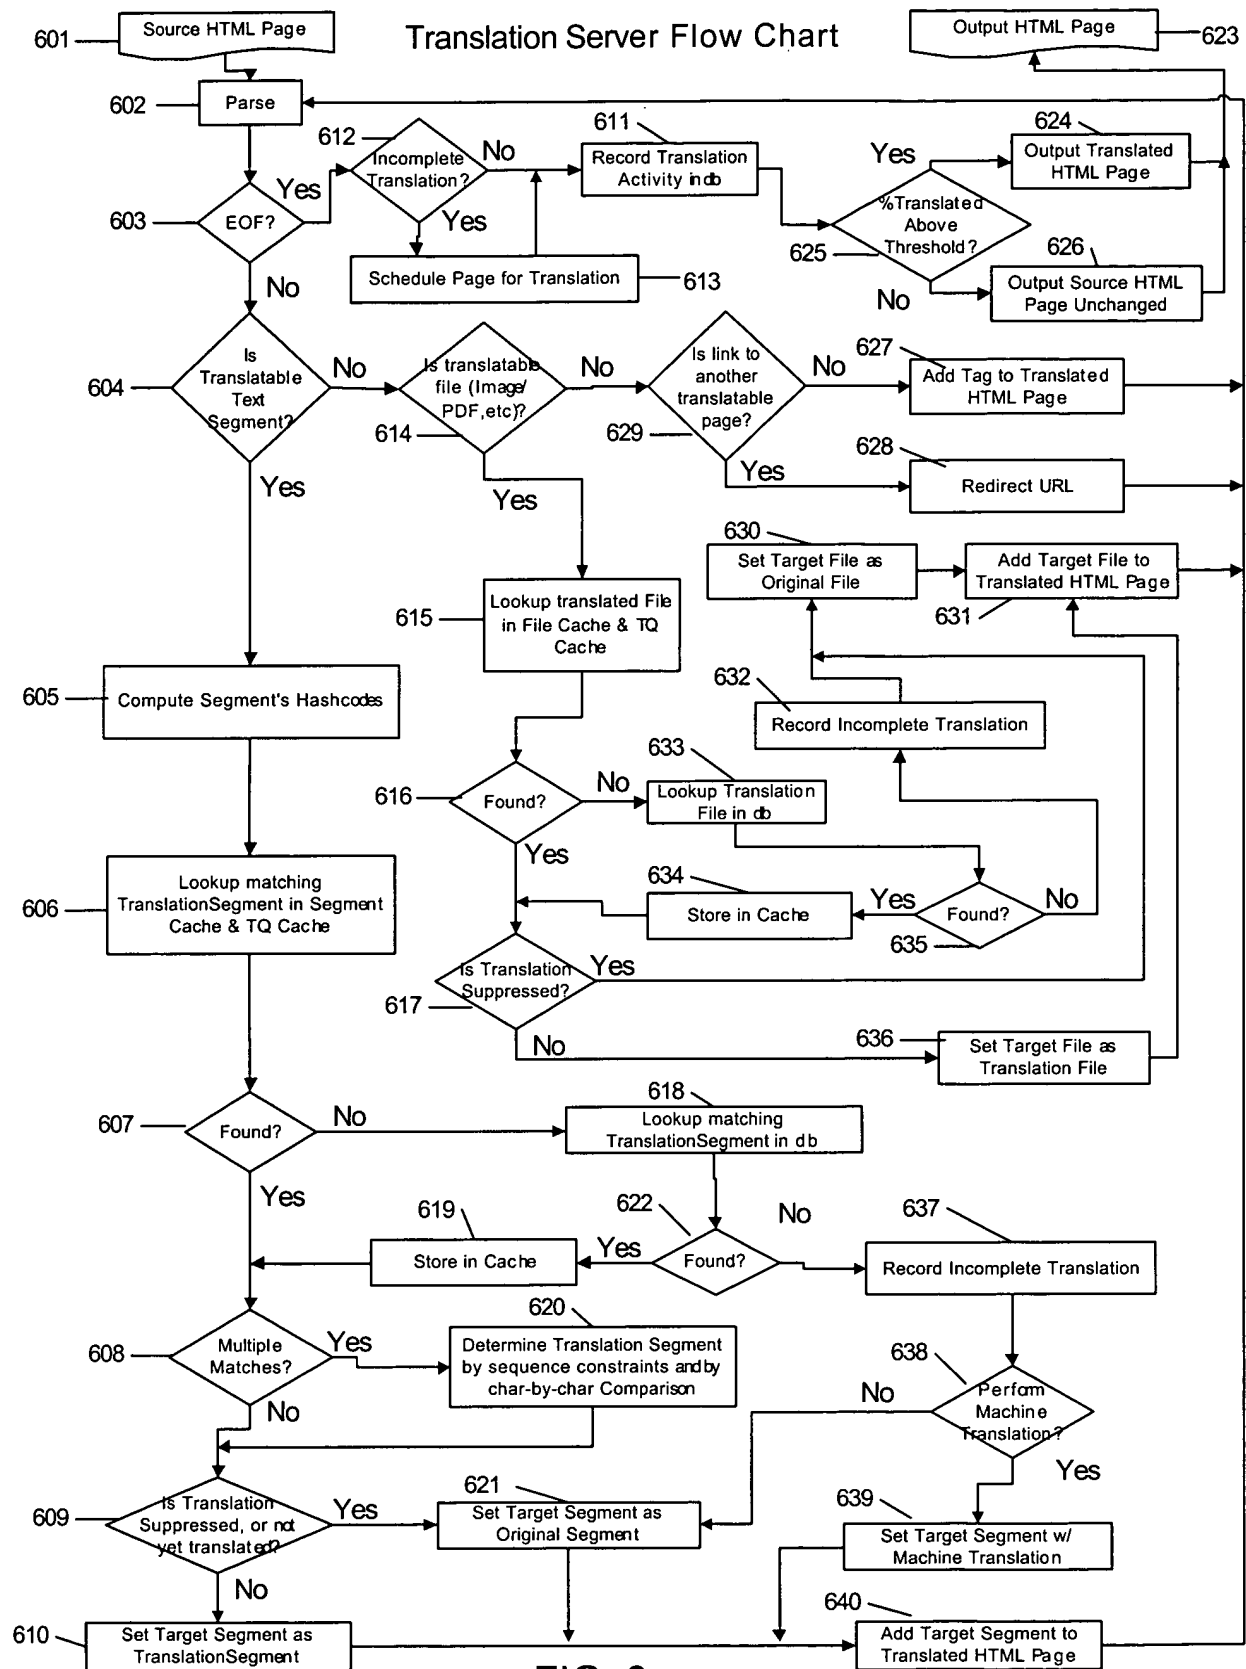 Translation Server Flow Chart
601
Source HTML Page
Output HTML Page
623
602
Parse
612
611
624
Incomplete
Translation?
No
Record Translation
Activity in db
Yes
Output Translated
HTML Page
Yes
603
EOF?
Yes
%Translated
Above
Threshold?
625
626
Schedule Page for Translation
613
No
Output Source HTML
Page Unchanged
No
604
Is
Translatable
Text
Segment?
No
Is translatable
file (Image/
PDF,etc)?
614
No
Is link to
another
translatable
page?
629
No
627
Add Tag to Translated
HTML Page
Yes
Yes
Yes
628
Redirect URL
630
Set Target File as
Original File
Add Target File to
Translated HTML Page
631
615
Lookup translated File
in File Cache & TQ
Cache
605
Compute Segment's Hashcodes
632
Record Incomplete Translation
633
616
Found?
No
Lookup Translation
File in db
Yes
606
Lookup matching
TranslationSegment in Segment
Cache & TQ Cache
634
Store in Cache
Yes
Found?
No
635
Is Translation
Suppressed?
Yes
617
No
636
Set Target File as
Translation File
618
607
Found?
No
Lookup matching
TranslationSegment in db
Yes
619
622
No
637
Store in Cache
Yes
Found?
Record Incomplete Translation
620
608
Multiple
Matches?
Yes
Determine Translation Segment
by sequence constraints and by
char-by-char Comparison
638
No
No
Perform
Machine
Translation?
Yes
609
Is Translation
Suppressed, or not
yet translated?
Yes
621
Set Target Segment as
Original Segment
639
Set Target Segment w/
Machine Translation
No
610
Set Target Segment as
TranslationSegment
640
Add Target Segment to
Translated HTML Page